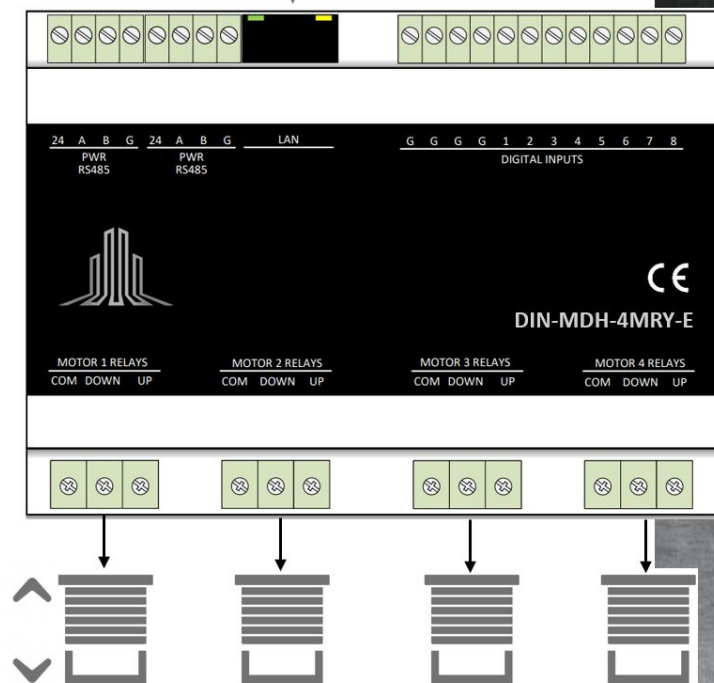 24 A B G 24 A B G LAN G G G G 1 2 3 4 5 6 7 8
PWR PWR DIGITAL INPUTS
RS485 RS485
CE
DIN-MDH-4MRY-E
MOTOR 1 RELAYS MOTOR 2 RELAYS MOTOR 3 RELAYS MOTOR 4 RELAYS
COM DOWN UP COM DOWN UP COM DOWN UP COM DOWN UP